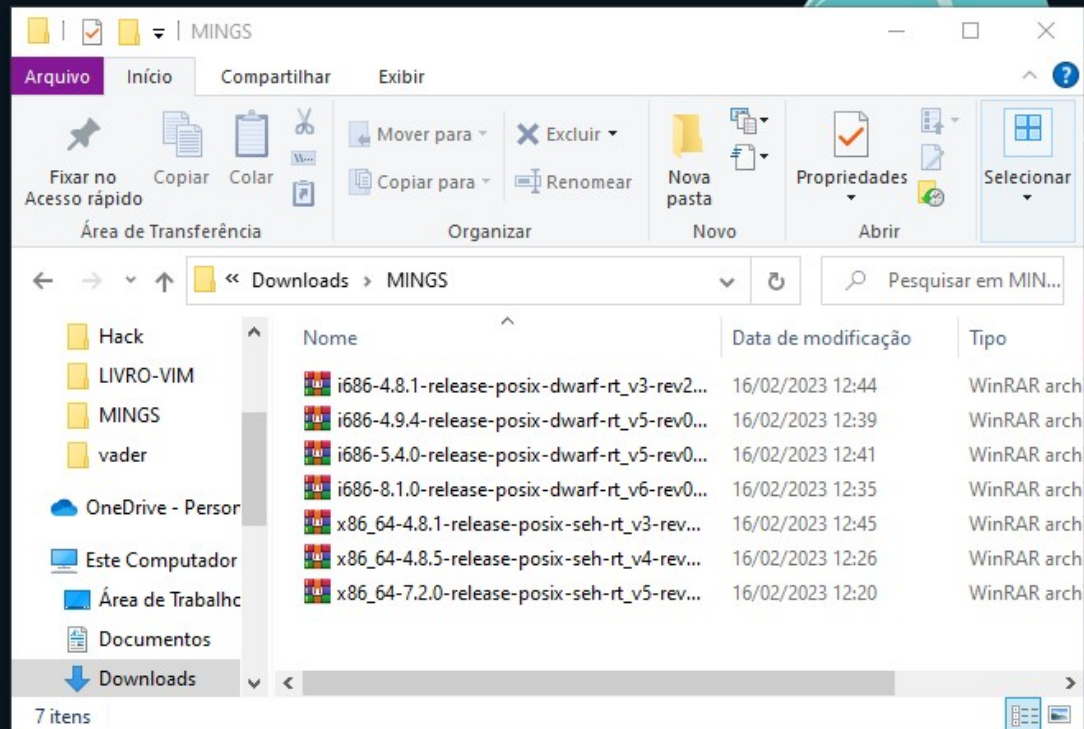 MINGS
Arquivo Início Compartilhar Exibir
Fixar no Acesso rápido
Copiar
Colar
Mover para
Copiar para
Excluir
Renomear
Nova pasta
Propriedades
Selecionar
Área de Transferência Organizar Novo Abrir
« Downloads > MINGS
Pesquisar em MIN...
Hack
LIVRO-VIM
MINGS
vader
OneDrive - Person
Este Computador
Área de Trabalho
Documentos
Downloads
Nome Data de modificação Tipo
i686-4.8.1-release-posix-dwarf-rt_v3-rev2... 16/02/2023 12:44 WinRAR arch
i686-4.9.4-release-posix-dwarf-rt_v5-rev0... 16/02/2023 12:39 WinRAR arch
i686-5.4.0-release-posix-dwarf-rt_v5-rev0... 16/02/2023 12:41 WinRAR arch
i686-8.1.0-release-posix-dwarf-rt_v6-rev0... 16/02/2023 12:35 WinRAR arch
x86_64-4.8.1-release-posix-seh-rt_v3-rev... 16/02/2023 12:45 WinRAR arch
x86_64-4.8.5-release-posix-seh-rt_v4-rev... 16/02/2023 12:26 WinRAR arch
x86_64-7.2.0-release-posix-seh-rt_v5-rev... 16/02/2023 12:20 WinRAR arch
7 itens